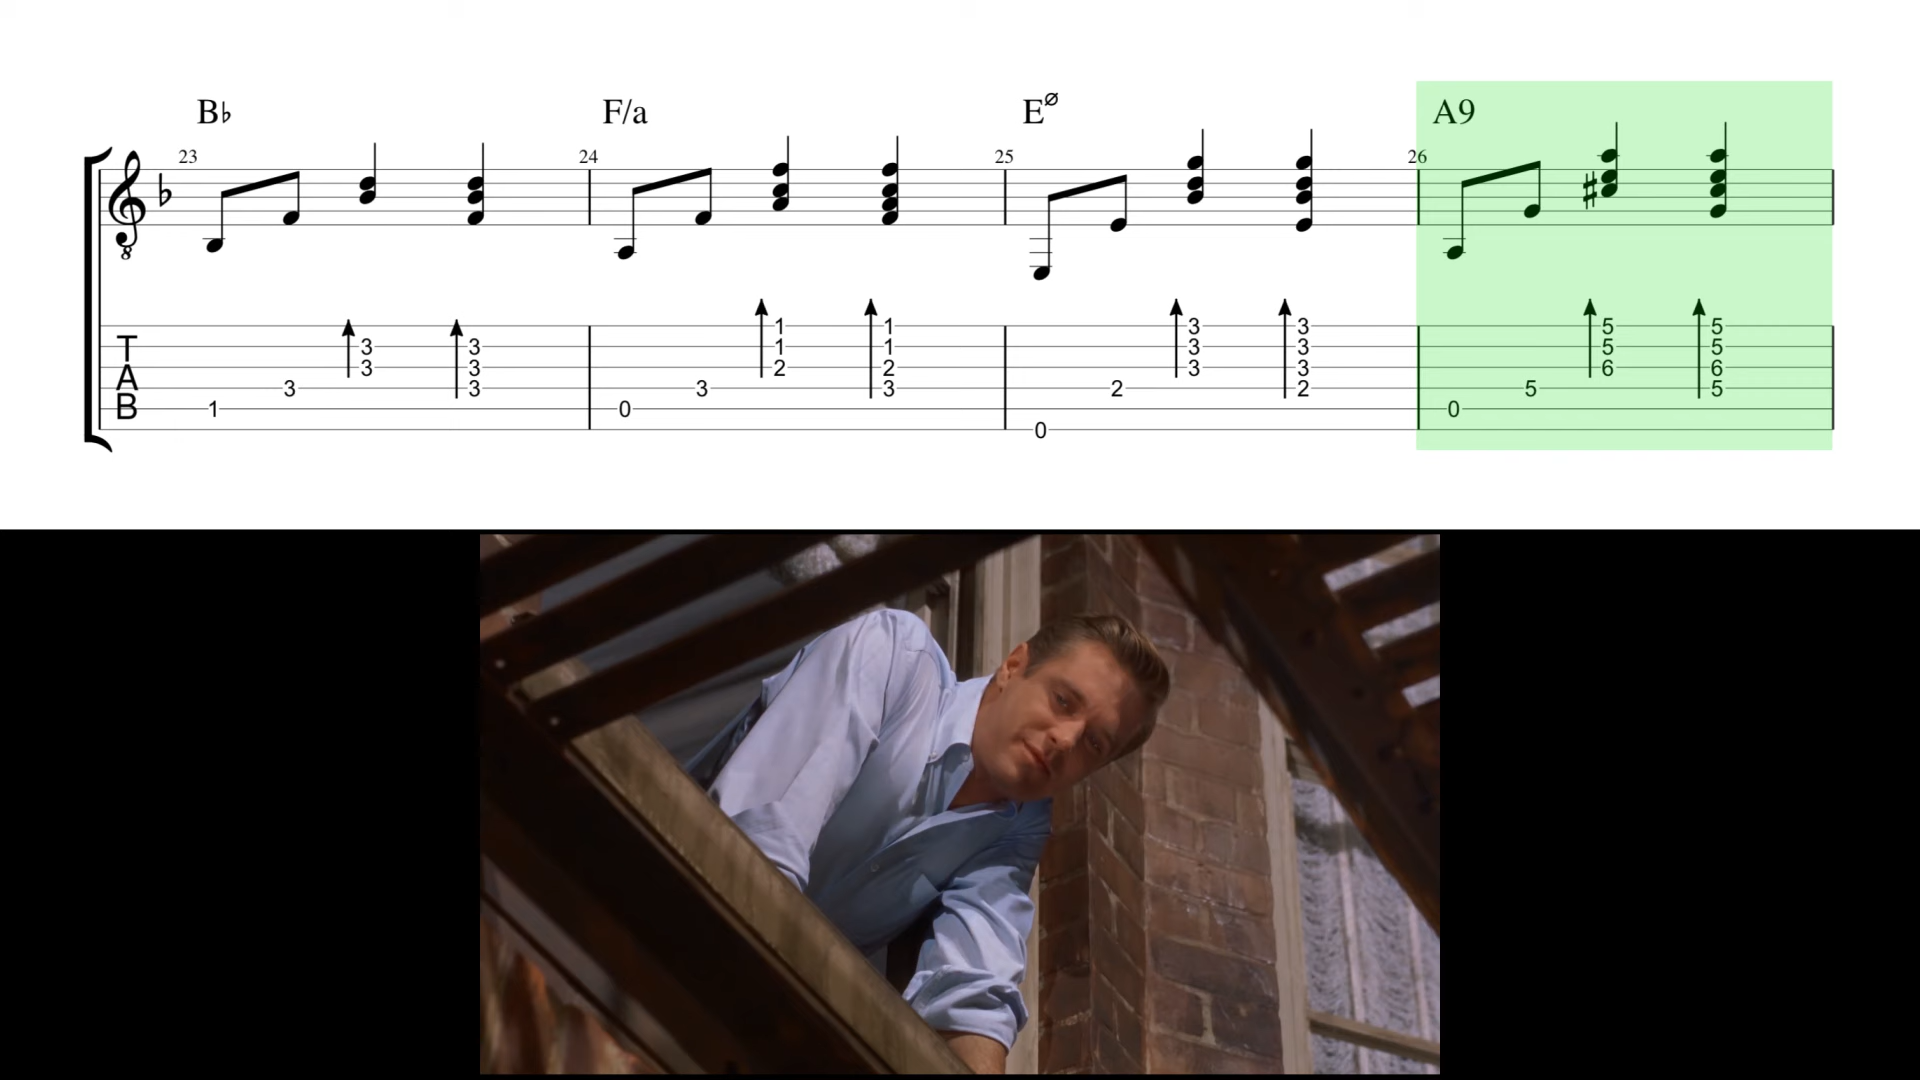 B♭ F/a Eø A9
23 24 25 26
8
1 1 3 3 5 5
T 3 3 1 1 3 3 5 5
3 3 2 2 3 3 6 6
A 3 3 3 3 2 2 5 5
B 1 0 0
0